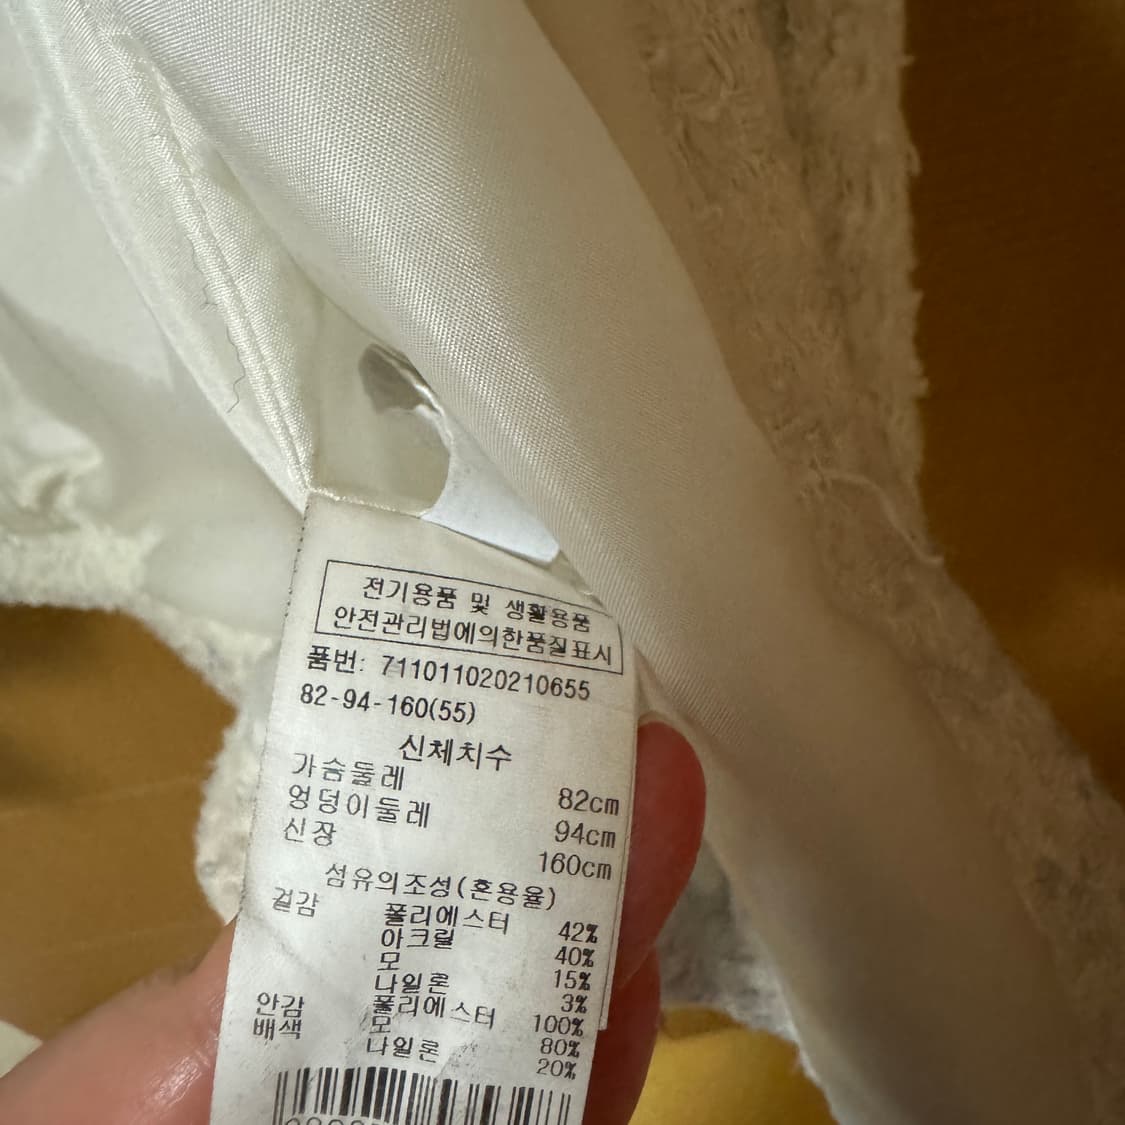 전기용품 및 생활용품
안전관리법에의한품질표시
품번: 711011020210655
82-94-160(55)
신체치수
가슴둘레 82cm
엉덩이둘레 94cm
신장 160cm
섬유의조성(혼용율)
겉감 폴리에스터 42%
아크릴 40%
모 15%
나일론 3%
안감 폴리에스터 100%
배색 모 80%
나일론 20%